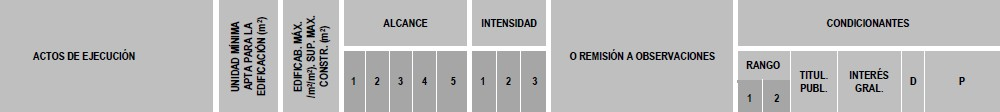 ACTOS DE EJECUCIÓN
UNIDAD MÍNIMA
APTA PARA LA
EDIFICACIÓN (m²)
EDIFICAB. MÁX.
/m²/m²). SUP. MAX.
CONSTR. (m²)
ALCANCE
1 2 3 4 5
INTENSIDAD
1 2 3
O REMISIÓN A OBSERVACIONES
CONDICIONANTES
RANGO
1 2
TITUL.
PUBL.
INTERÉS
GRAL.
D
P